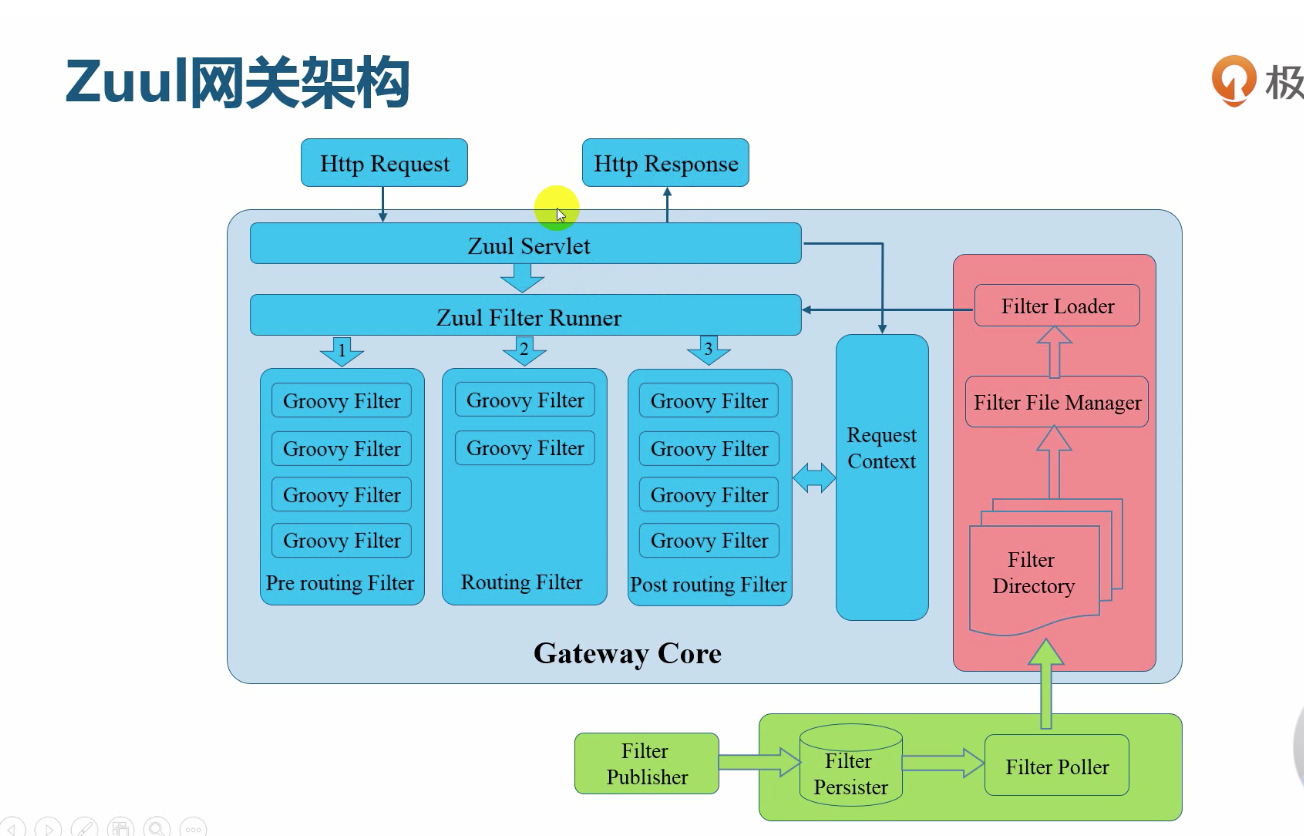 Zuul网关架构
极
Http Request
Http Response
Zuul Servlet
Zuul Filter Runner
1
2
3
Groovy Filter
Groovy Filter
Groovy Filter
Groovy Filter
Pre routing Filter
Groovy Filter
Groovy Filter
Routing Filter
Groovy Filter
Groovy Filter
Groovy Filter
Groovy Filter
Post routing Filter
Request
Context
Filter Loader
Filter File Manager
Filter
Directory
Gateway Core
Filter
Publisher
Filter
Persister
Filter Poller